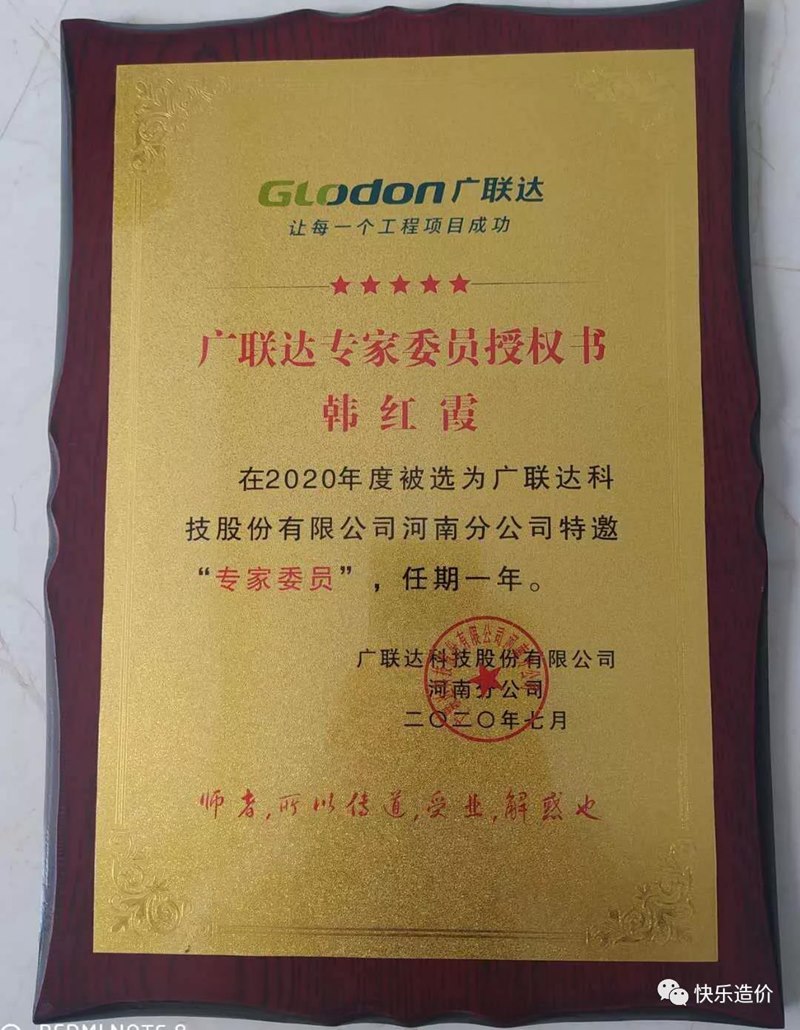 GLodon广联达
让每一个工程项目成功
广联达专家委员授权书
韩红霞
在2020年度被选为广联达科
技股份有限公司河南分公司特邀
“专家委员”，任期一年。
广联达科技股份有限公司
河南分公司
二〇二〇年七月
师者,所以传道,受业,解惑也
快乐造价
REDMI NOTE 8